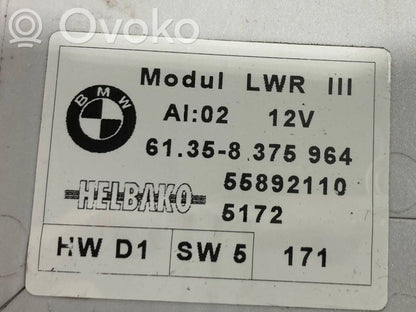 Ovoko
BMW
Modul LWR III
AI:02 12V
61.35-8 375 964
55892110
HELBAKO 5172
HW D1 SW 5 171